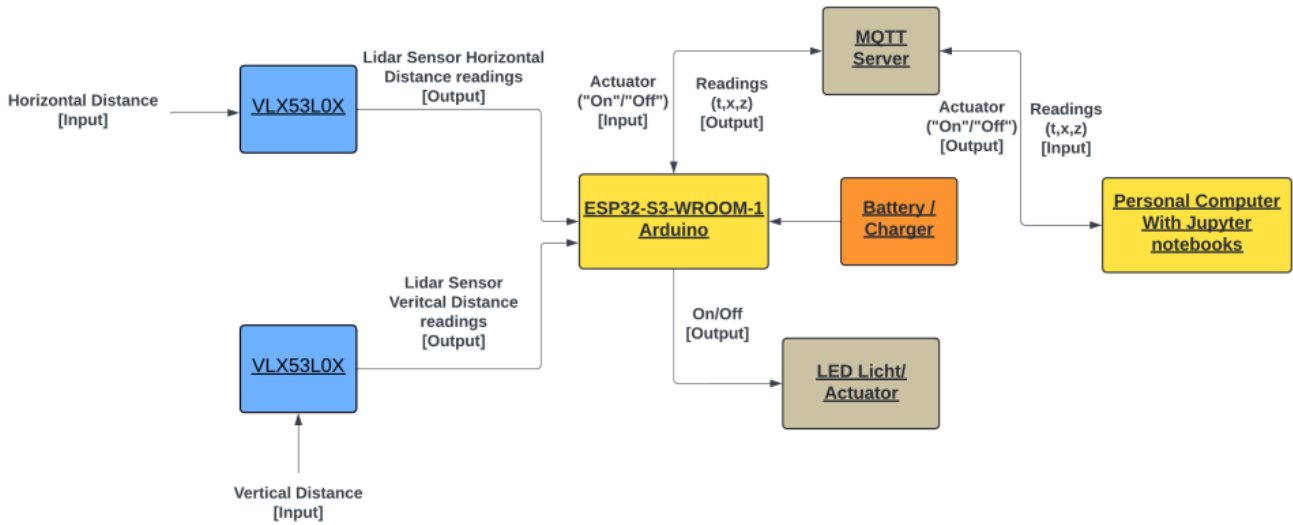 MQTT
Server
Lidar Sensor Horizontal
Distance readings
[Output]
Horizontal Distance
[Input]
VLX53L0X
Actuator
("On"/"Off")
[Input]
Readings
(t,x,z)
[Output]
Actuator
("On"/"Off")
[Output]
Readings
(t,x,z)
[Input]
ESP32-S3-WROOM-1
Arduino
Battery /
Charger
Personal Computer
With Jupyter
notebooks
Lidar Sensor
Veritcal Distance
readings
[Output]
On/Off
[Output]
VLX53L0X
LED Licht/
Actuator
Vertical Distance
[Input]